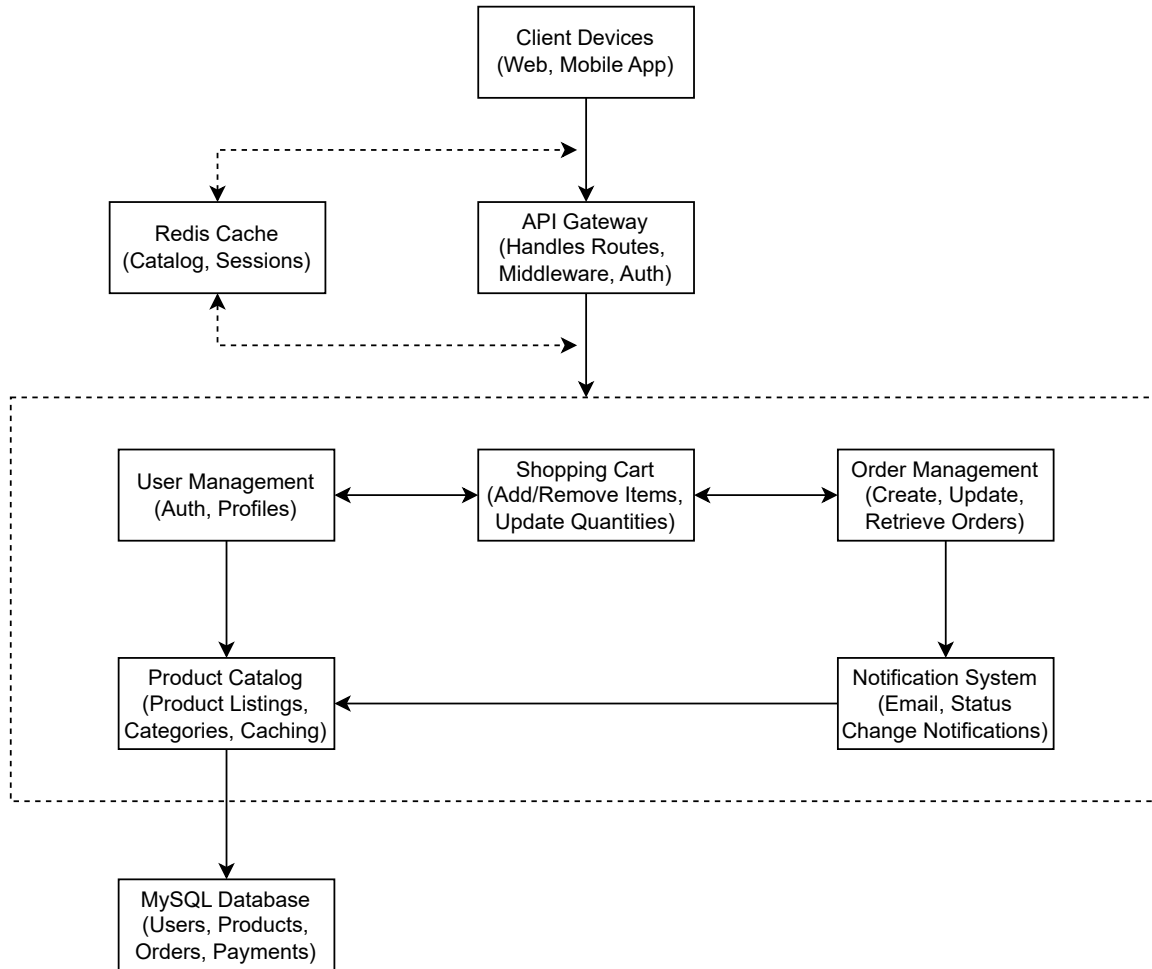 Client Devices
(Web, Mobile App)
Redis Cache
(Catalog, Sessions)
API Gateway
(Handles Routes,
Middleware, Auth)
User Management
(Auth, Profiles)
Shopping Cart
(Add/Remove Items,
Update Quantities)
Order Management
(Create, Update,
Retrieve Orders)
Product Catalog
(Product Listings,
Categories, Caching)
Notification System
(Email, Status
Change Notifications)
MySQL Database
(Users, Products,
Orders, Payments)